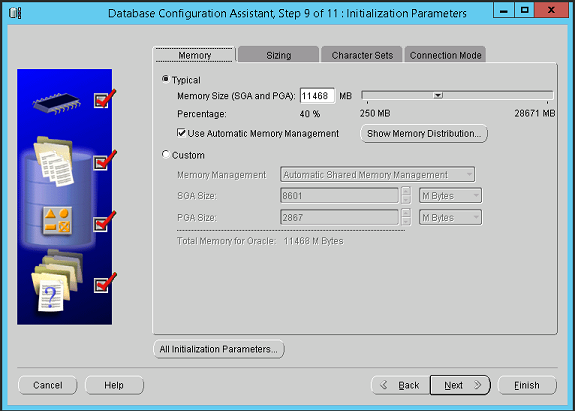 Database Configuration Assistant, Step 9 of 11 : Initialization Parameters
Memory Sizing Character Sets Connection Mode
Typical
Memory Size (SGA and PGA): 11468 MB
Percentage: 40 % 250 MB 28671 MB
Use Automatic Memory Management Show Memory Distribution...
Custom
Memory Management Automatic Shared Memory Management
SGA Size: 8601 M Bytes
PGA Size: 2867 M Bytes
Total Memory for Oracle: 11468 M Bytes
?
All Initialization Parameters...
Cancel Help Back Next Finish